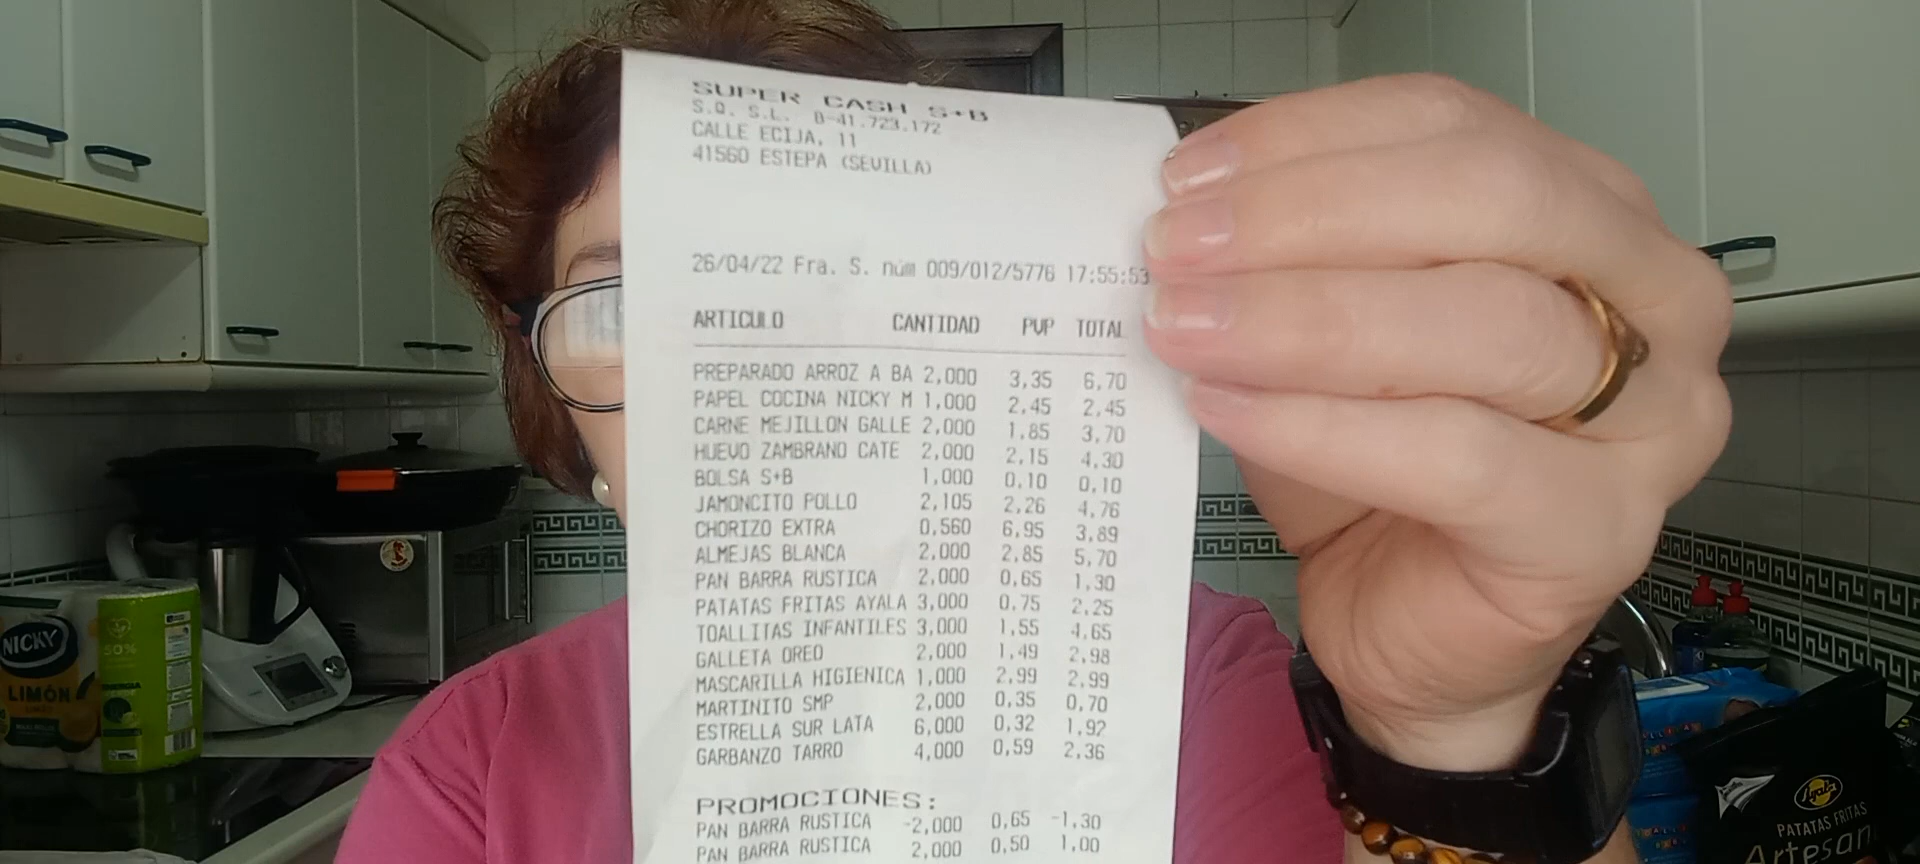 SUPER CASH S+B
S.Q. S.L. B-41.723.172
CALLE ECIJA, 11
41560 ESTEPA (SEVILLA)
26/04/22 Fra. S. núm 009/012/5776 17:55:53
ARTICULO CANTIDAD PVP TOTAL
PREPARADO ARROZ A BA 2,000 3,35 6,70
PAPEL COCINA NICKY M 1,000 2,45 2,45
CARNE MEJILLON GALLE 2,000 1,85 3,70
HUEVO ZAMBRANO CATE 2,000 2,15 4,30
BOLSA S+B 1,000 0,10 0,10
JAMONCITO POLLO 2,105 2,26 4,76
CHORIZO EXTRA 0,560 6,95 3,89
ALMEJAS BLANCA 2,000 2,85 5,70
PAN BARRA RUSTICA 2,000 0,65 1,30
PATATAS FRITAS AYALA 3,000 0,75 2,25
TOALLITAS INFANTILES 3,000 1,55 4,65
GALLETA OREO 2,000 1,49 2,98
MASCARILLA HIGIENICA 1,000 2,99 2,99
MARTINITO SMP 2,000 0,35 0,70
ESTRELLA SUR LATA 6,000 0,32 1,92
GARBANZO TARRO 4,000 0,59 2,36
PROMOCIONES:
PAN BARRA RUSTICA -2,000 0,65 -1,30
PAN BARRA RUSTICA 2,000 0,50 1,00
NICKY
LIMÓN
50%
Ayala
PATATAS FRITAS
Artesan